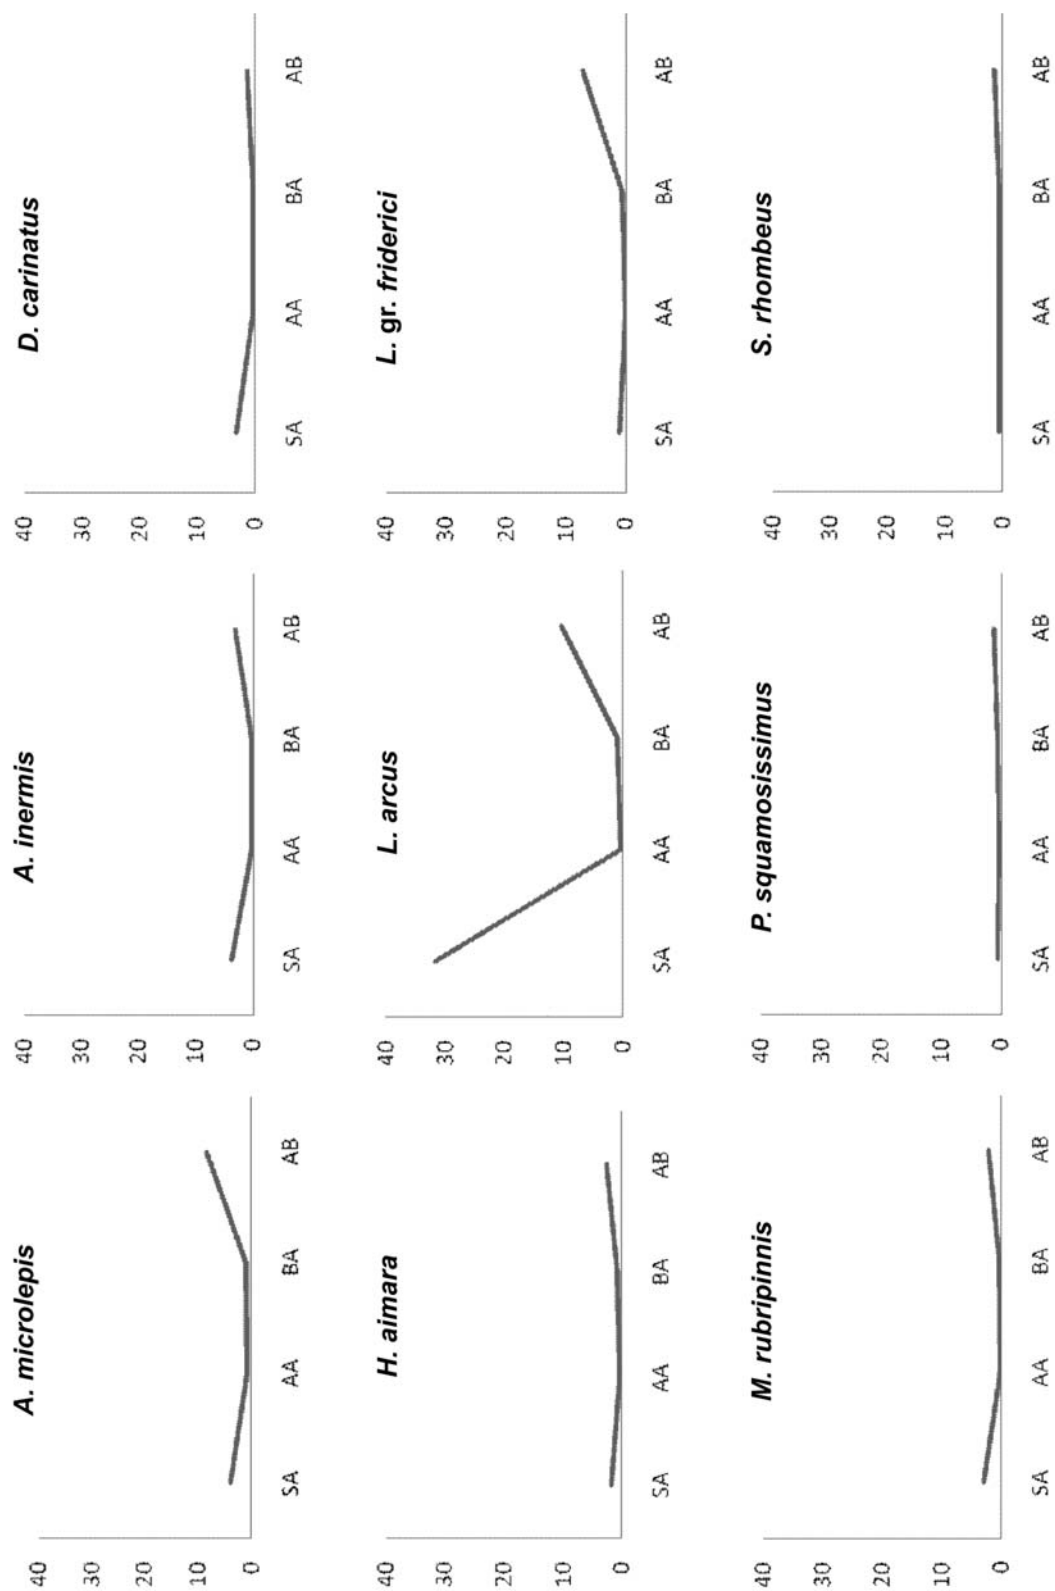 A. microlepis
40
30
20
10
0
SA AA BA AB
A. inermis
40
30
20
10
0
SA AA BA AB
D. carinatus
40
30
20
10
0
SA AA BA AB
H. aimara
40
30
20
10
0
SA AA BA AB
L. arcus
40
30
20
10
0
SA AA BA AB
L. gr. friderici
40
30
20
10
0
SA AA BA AB
M. rubripinnis
40
30
20
10
0
SA AA BA AB
P. squamosissimus
40
30
20
10
0
SA AA BA AB
S. rhombeus
40
30
20
10
0
SA AA BA AB